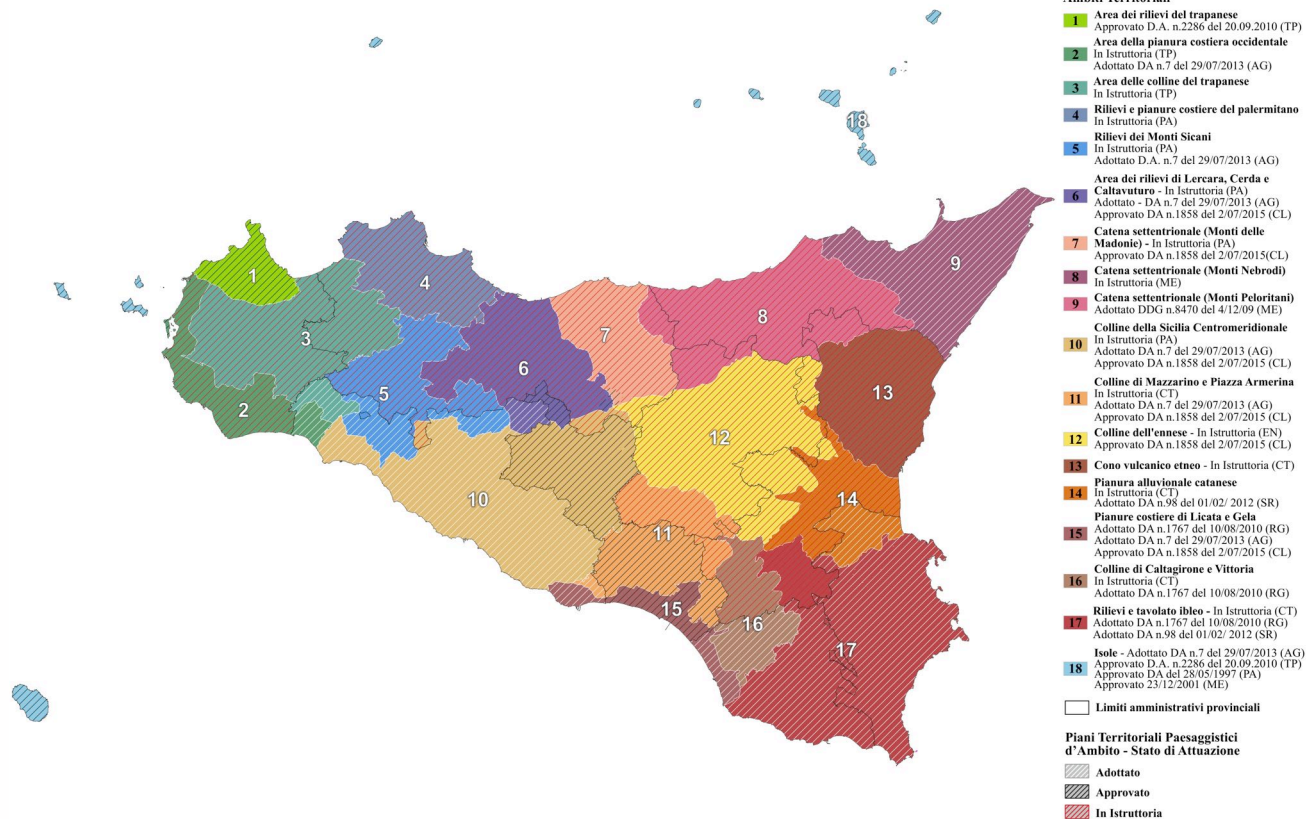 Ambiti Territoriali
1 Area dei rilievi del trapanese
Approvato D.A. n.2286 del 20.09.2010 (TP)
2 Area della pianura costiera occidentale
In Istruttoria (TP)
Adottato DA n.7 del 29/07/2013 (AG)
3 Area delle colline del trapanese
In Istruttoria (TP)
4 Rilievi e pianure costiere del palermitano
In Istruttoria (PA)
5 Rilievi dei Monti Sicani
In Istruttoria (PA)
Adottato D.A. n.7 del 29/07/2013 (AG)
6 Area dei rilievi di Lercara, Cerda e
Caltavuturo - In Istruttoria (PA)
Adottato - DA n.7 del 29/07/2013 (AG)
Approvato DA n.1858 del 2/07/2015 (CL)
7 Catena settentrionale (Monti delle
Madonie) - In Istruttoria (PA)
Approvato DA n.1858 del 2/07/2015(CL)
8 Catena settentrionale (Monti Nebrodi)
In Istruttoria (ME)
9 Catena settentrionale (Monti Peloritani)
Adottato DDG n.8470 del 4/12/09 (ME)
10 Colline della Sicilia Centromeridionale
In Istruttoria (PA)
Adottato DA n.7 del 29/07/2013 (AG)
Approvato DA n.1858 del 2/07/2015 (CL)
11 Colline di Mazzarino e Piazza Armerina
In Istruttoria (CT)
Adottato DA n.7 del 29/07/2013 (AG)
Approvato DA n.1858 del 2/07/2015 (CL)
12 Colline dell'ennese - In Istruttoria (EN)
Approvato DA n.1858 del 2/07/2015 (CL)
13 Cono vulcanico etneo - In Istruttoria (CT)
14 Pianura alluvionale catanese
In Istruttoria (CT)
Adottato DA n.98 del 01/02/ 2012 (SR)
15 Pianure costiere di Licata e Gela
Adottato DA n.1767 del 10/08/2010 (RG)
Adottato DA n.7 del 29/07/2013 (AG)
Approvato DA n.1858 del 2/07/2015 (CL)
16 Colline di Caltagirone e Vittoria
In Istruttoria (CT)
Adottato DA n.1767 del 10/08/2010 (RG)
17 Rilievi e tavolato ibleo - In Istruttoria (CT)
Adottato DA n.1767 del 10/08/2010 (RG)
Adottato DA n.98 del 01/02/ 2012 (SR)
18 Isole - Adottato DA n.7 del 29/07/2013 (AG)
Approvato D.A. n.2286 del 20.09.2010 (TP)
Approvato DA del 28/05/1997 (PA)
Approvato 23/12/2001 (ME)
Limiti amministrativi provinciali
Piani Territoriali Paesaggistici
d'Ambito - Stato di Attuazione
Adottato
Approvato
In Istruttoria
18
1
4
9
3
8
7
6
5
13
2
12
10
14
11
15
16
17